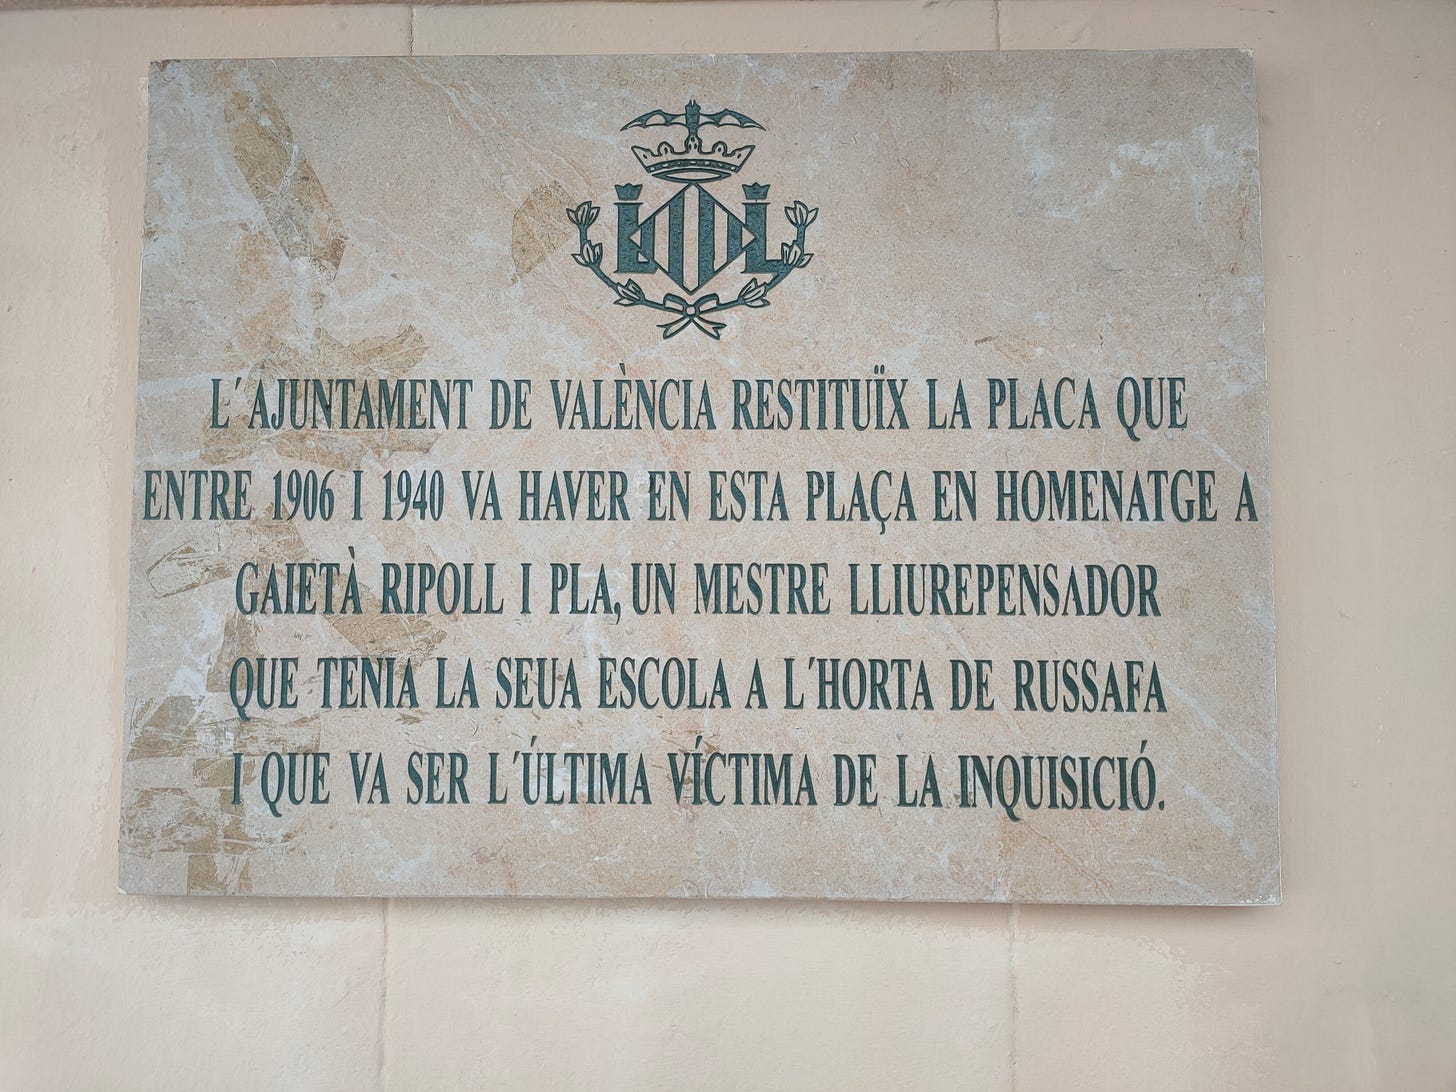 L´AJUNTAMENT DE VALÈNCIA RESTITUÏX LA PLACA QUE
ENTRE 1906 I 1940 VA HAVER EN ESTA PLAÇA EN HOMENATGE A
GAIETÀ RIPOLL I PLA, UN MESTRE LLIUREPENSADOR
QUE TENIA LA SEUA ESCOLA A L´HORTA DE RUSSAFA
I QUE VA SER L´ÚLTIMA VÍCTIMA DE LA INQUISICIÓ.